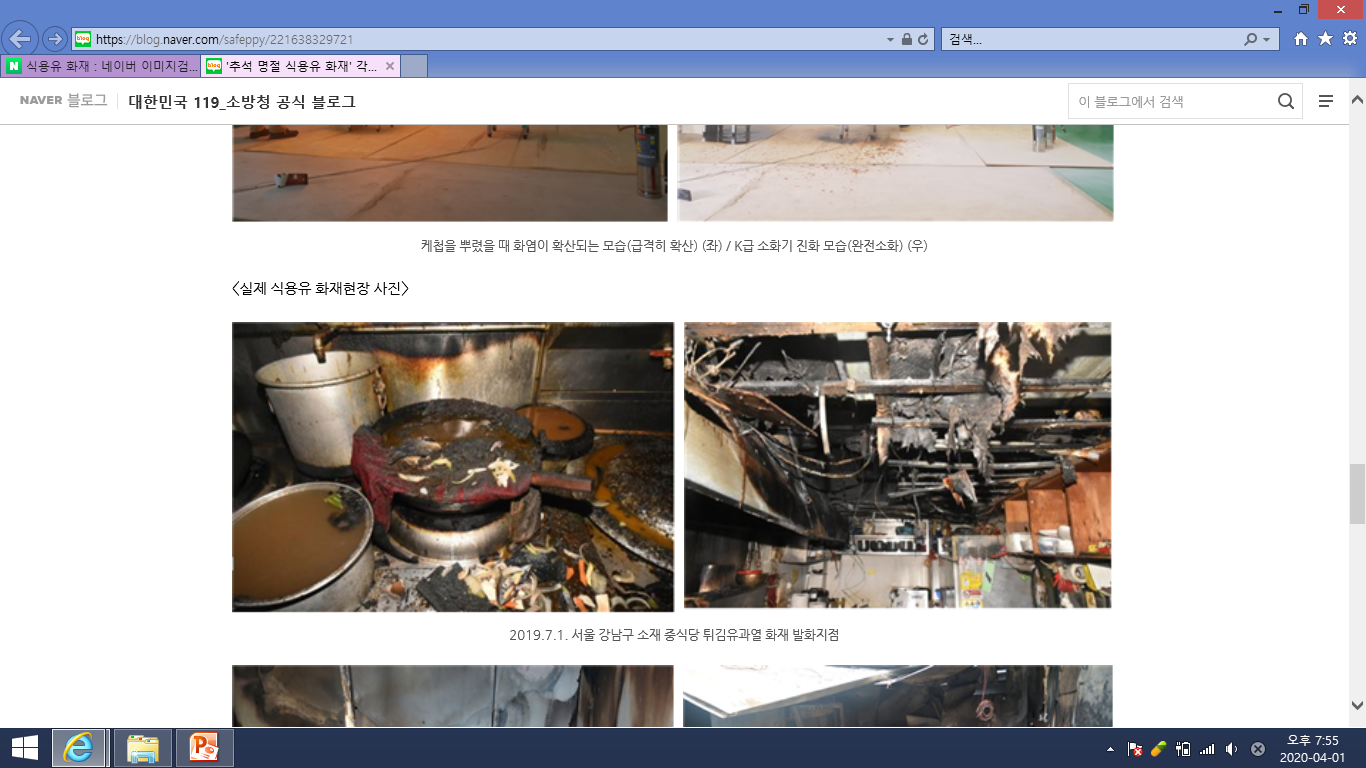 https://blog.naver.com/safeppy/221638329721
검색...
식용유 화재 : 네이버 이미지검...
'추석 명절 식용유 화재' 각...
NAVER 블로그
대한민국 119_소방청 공식 블로그
이 블로그에서 검색
케첩을 뿌렸을 때 화염이 확산되는 모습(급격히 확산) (좌) / K급 소화기 진화 모습(완전소화) (우)
<실제 식용유 화재현장 사진>
2019.7.1. 서울 강남구 소재 중식당 튀김유과열 화재 발화지점
오후 7:55
2020-04-01